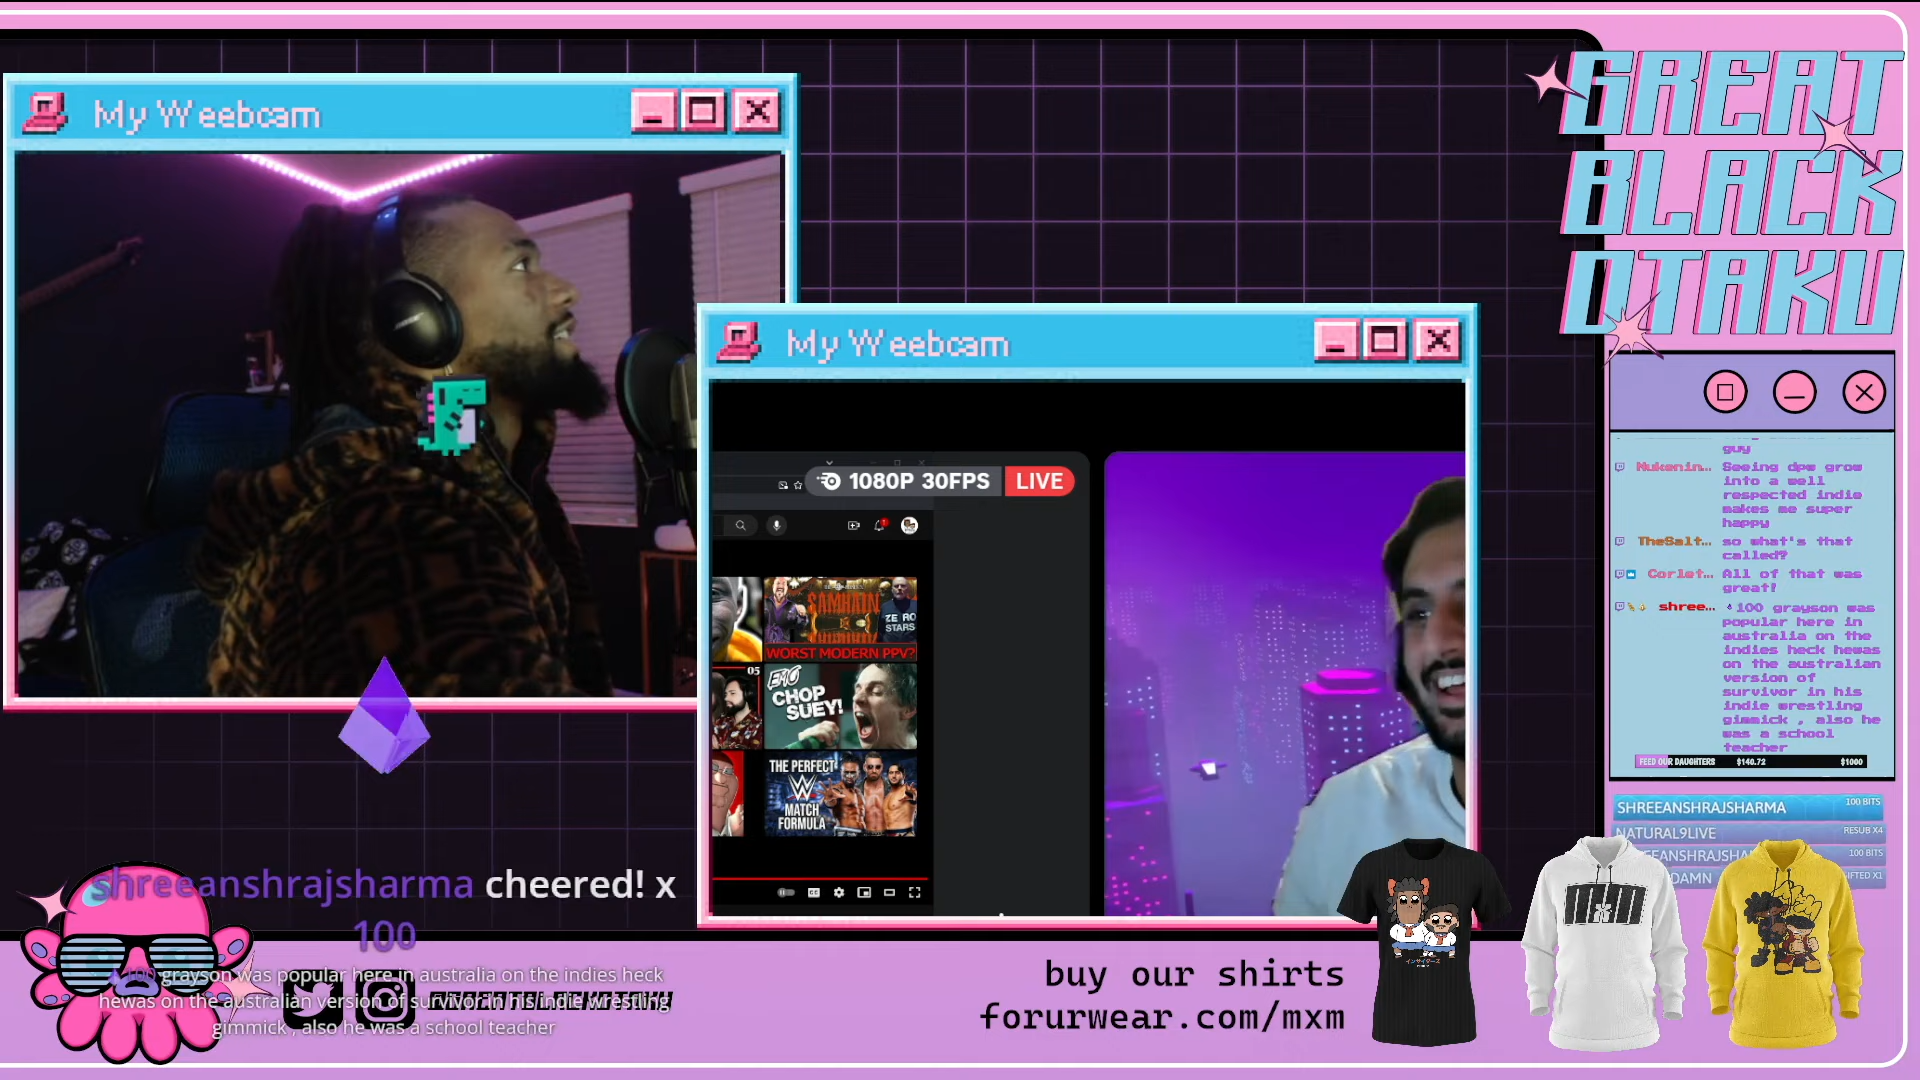 GREAT
BLACK
OTAKU
My Weebcam
My Weebcam
1080P 30FPS LIVE
SAMHAIN
ZERO
STARS
WORST MODERN PPV?
05
EMO
CHOP
SUEY!
THE PERFECT
W
MATCH
FORMULA
guy
Nukenin... Seeing dpw grow
into a well
respected indie
makes me super
happy
TheSalt... so what's that
called?
Corlet... All of that was
great!
shree... 100 grayson was
popular here in
australia on the
indies heck hewas
on the australian
version of
survivor in his
indie wrestling
gimmick , also he
was a school
teacher
FEED OUR DAUGHTERS $140.72 $1000
SHREEANSHRAJSHARMA 100 BITS
NATURAL9LIVE RESUB X4
100 BITS
DAMN GIFTED X1
shreeanshrajsharma cheered! x
100
100 grayson was popular here in australia on the indies heck
hewas on the australian version of survivor in his indie wrestling
gimmick , also he was a school teacher
buy our shirts
forurwear.com/mxm